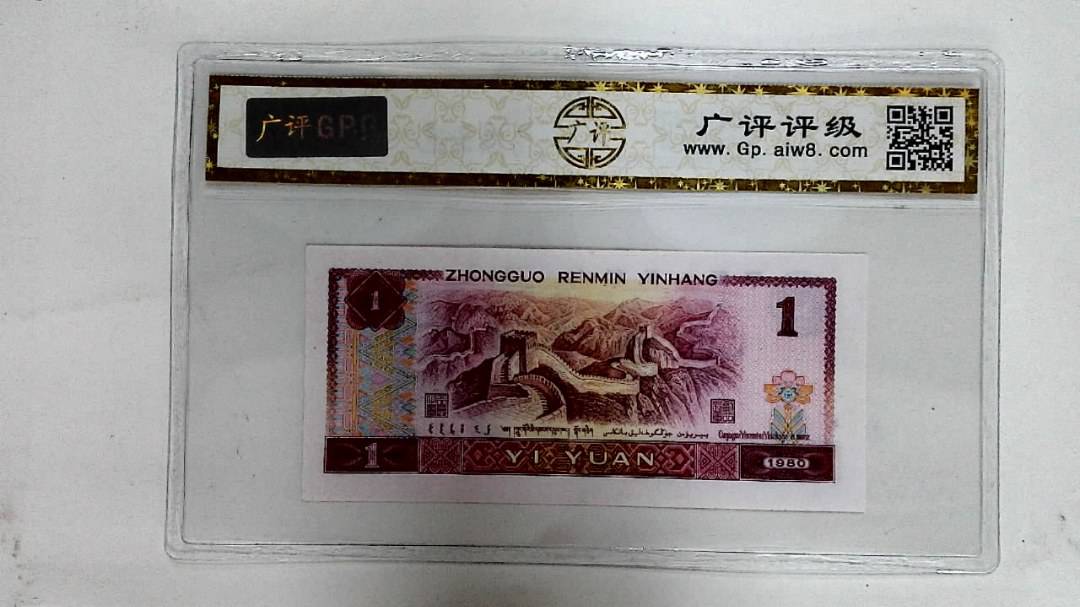 广评GP
广评
广评评级
www.Gp.aiw8.com
ZHONGGUO RENMIN YINHANG
1
1
1
YI YUAN
1980